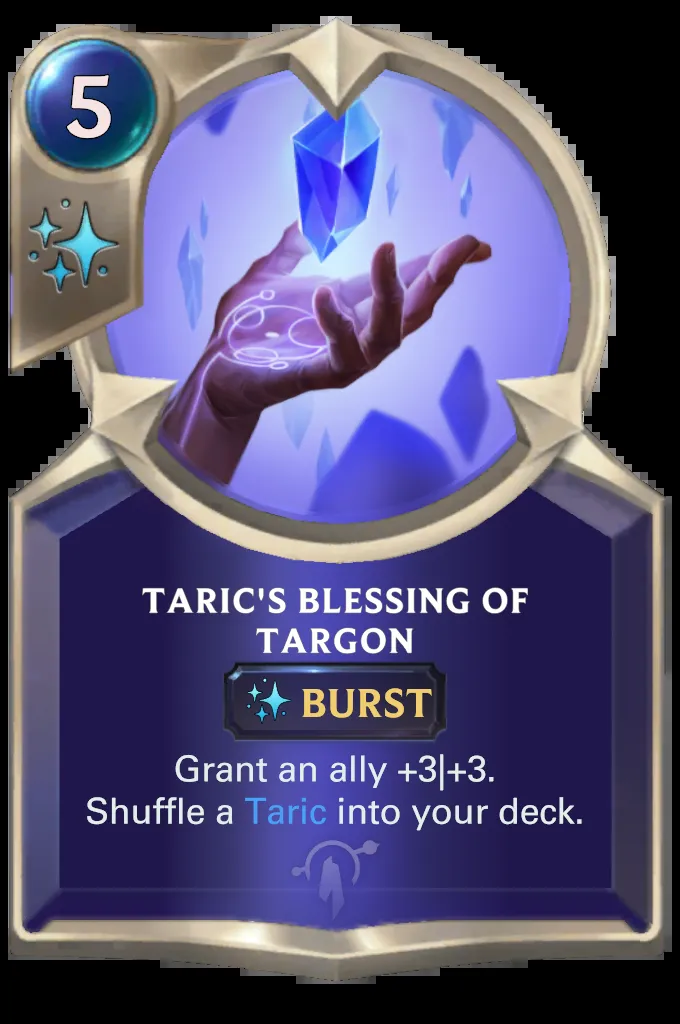 5
TARIC'S BLESSING OF
TARGON
BURST
Grant an ally +3|+3.
Shuffle a Taric into your deck.